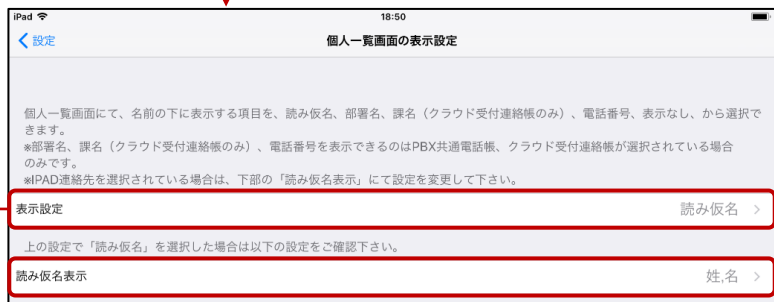 iPad 18:50
設定 個人一覧画面の表示設定
個人一覧画面にて、名前の下に表示する項目を、読み仮名、部署名、課名（クラウド受付連絡帳のみ）、電話番号、表示なし、から選択で
きます。
※部署名、課名（クラウド受付連絡帳のみ）、電話番号を表示できるのはPBX共通電話帳、クラウド受付連絡帳が選択されている場合
のみです。
※IPAD連絡先を選択されている場合は、下部の「読み仮名表示」にて設定を変更して下さい。
表示設定 読み仮名
上の設定で「読み仮名」を選択した場合は以下の設定をご確認下さい。
読み仮名表示 姓,名